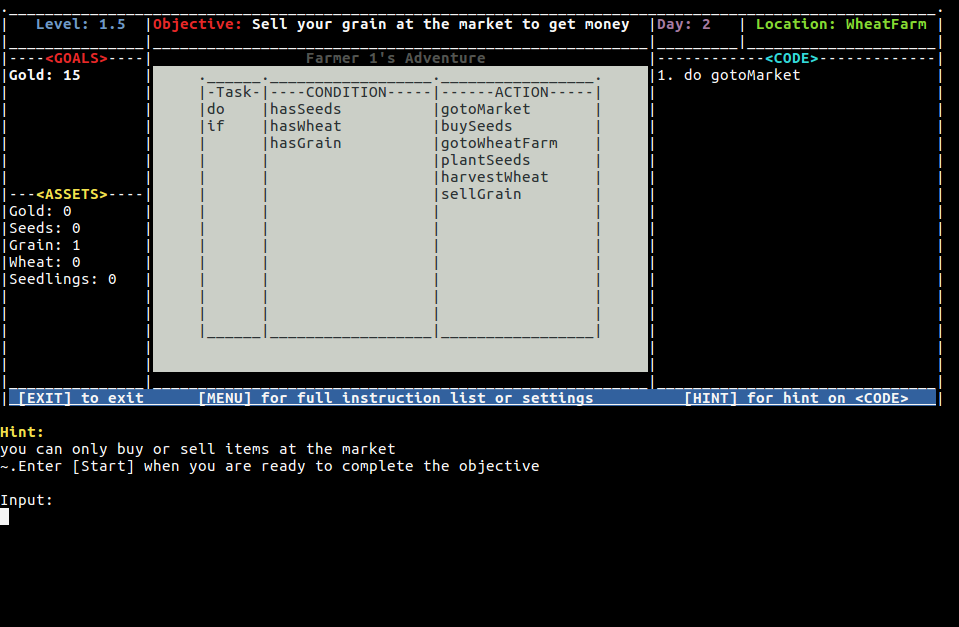 Level: 1.5 |Objective: Sell your grain at the market to get money |Day: 2 | Location: WheatFarm
----<GOALS>---- Farmer 1's Adventure ------------<CODE>-------------
Gold: 15 1. do gotoMarket
|-Task-|----CONDITION-----|------ACTION-----|
|do |hasSeeds |gotoMarket |
|if |hasWheat |buySeeds |
| |hasGrain |gotoWheatFarm |
| | |plantSeeds |
| | |harvestWheat |
---<ASSETS>---- | | |sellGrain |
Gold: 0
Seeds: 0
Grain: 1
Wheat: 0
Seedlings: 0
[EXIT] to exit [MENU] for full instruction list or settings [HINT] for hint on <CODE>
Hint:
you can only buy or sell items at the market
~.Enter [Start] when you are ready to complete the objective
Input: